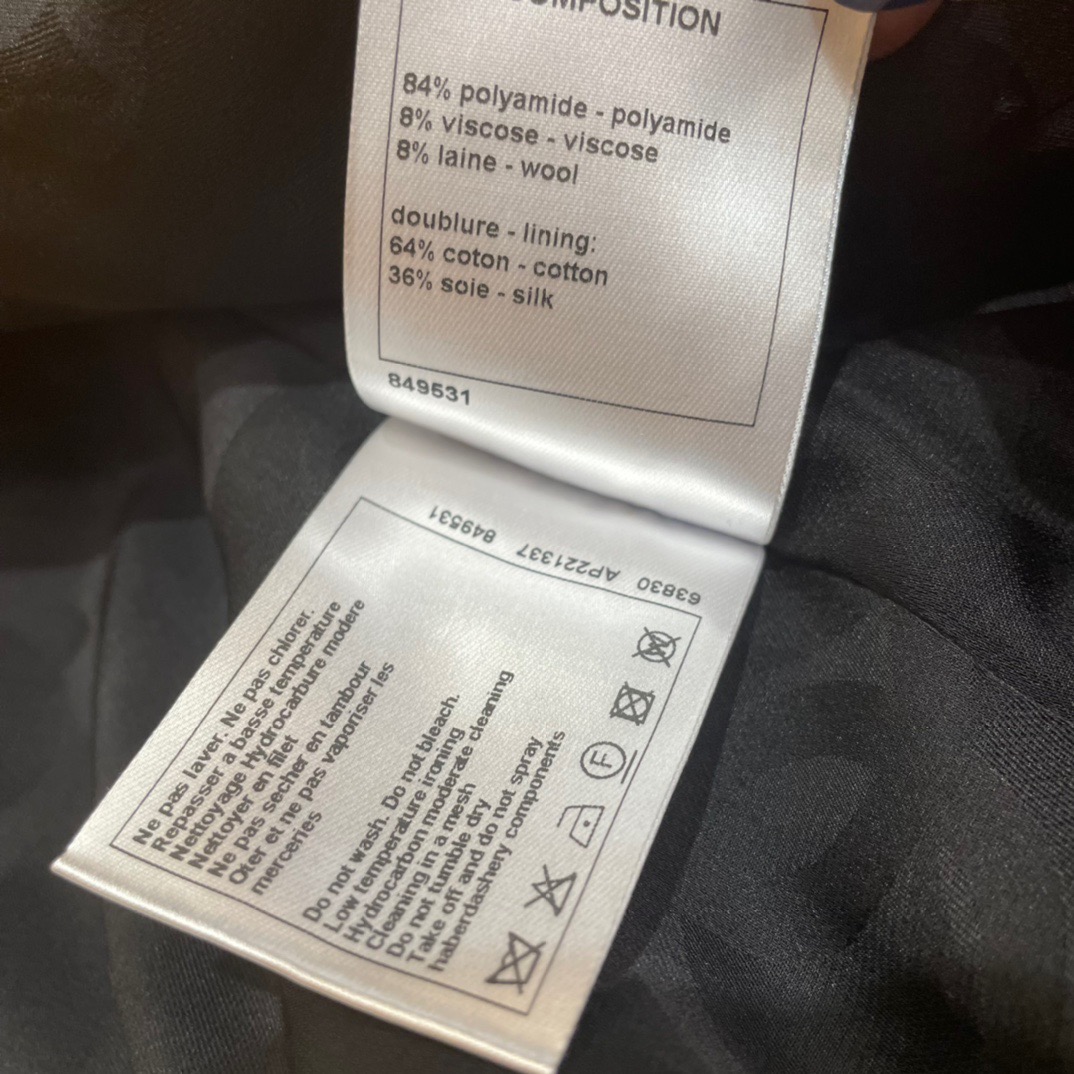 COMPOSITION
84% polyamide - polyamide
8% viscose - viscose
8% laine - wool
doublure - lining:
64% coton - cotton
36% soie - silk
849531
63830 AP221337 849531
Ne pas laver. Ne pas chlorer.
Repasser a basse temperature
Nettoyage Hydrocarbure modere
Nettoyer en filet
Ne pas secher en tambour
Oter et ne pas vaporiser les
merceries
Do not wash. Do not bleach.
Low temperature ironing.
Hydrocarbon moderate cleaning
Cleaning in a mesh
Do not tumble dry
Take off and do not spray
haberdashery components
F